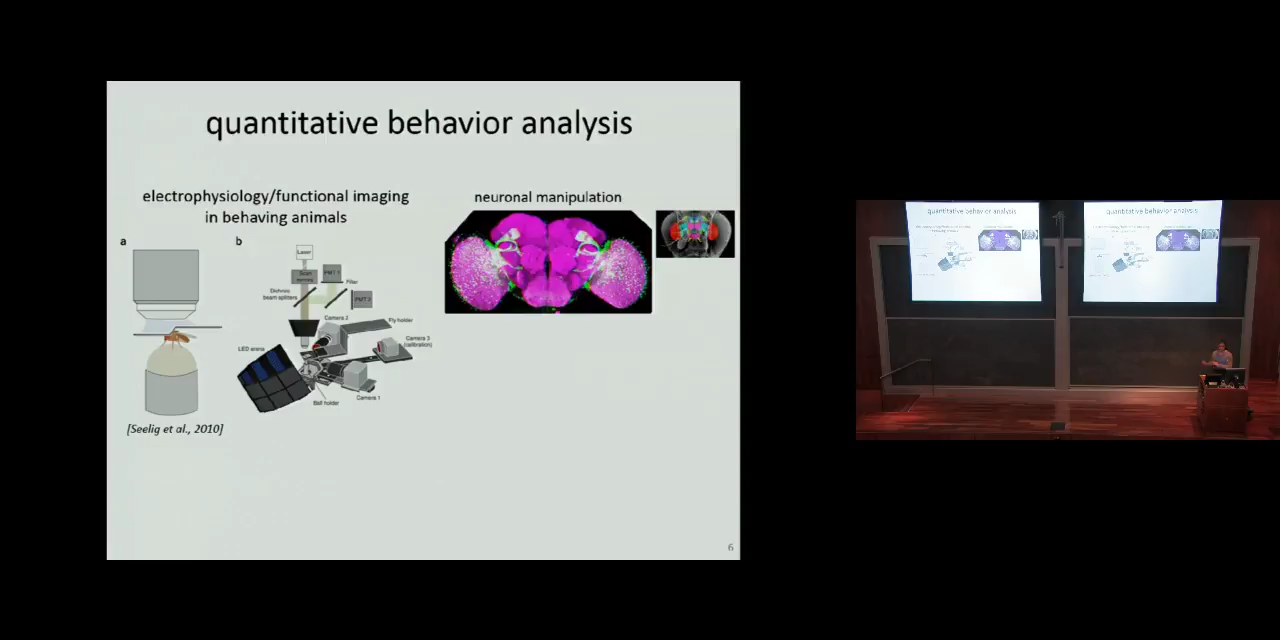 quantitative behavior analysis
electrophysiology/functional imaging
in behaving animals
neuronal manipulation
a
b
Laser
Scan
PMT 1
Filter
Dichroic
beam splitters
PMT 2
Camera 2
Fly holder
Camera 3
(calibration)
LED arena
Camera 1
Ball holder
[Seelig et al., 2010]
6
quantitative behavior analysis
quantitative behavior analysis